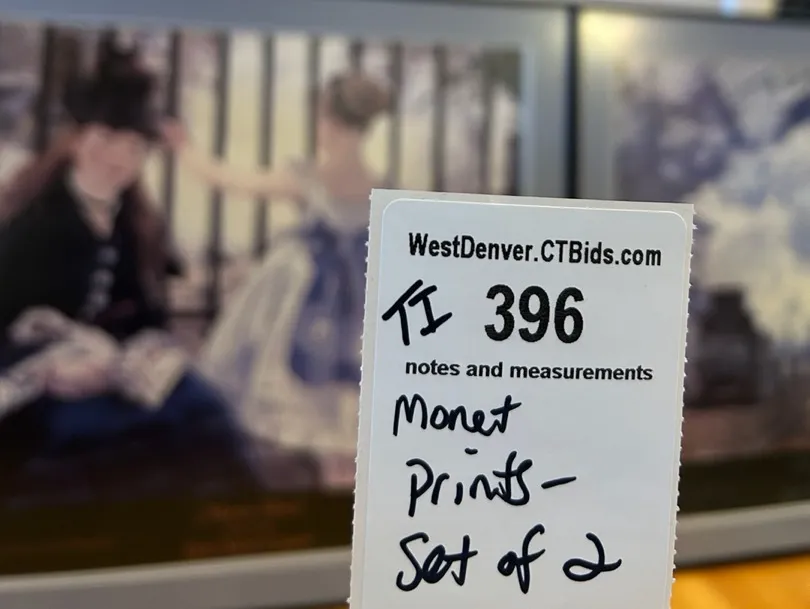 WestDenver.CTBids.com
TI 396
notes and measurements
Monet
Prints-
Set of 2